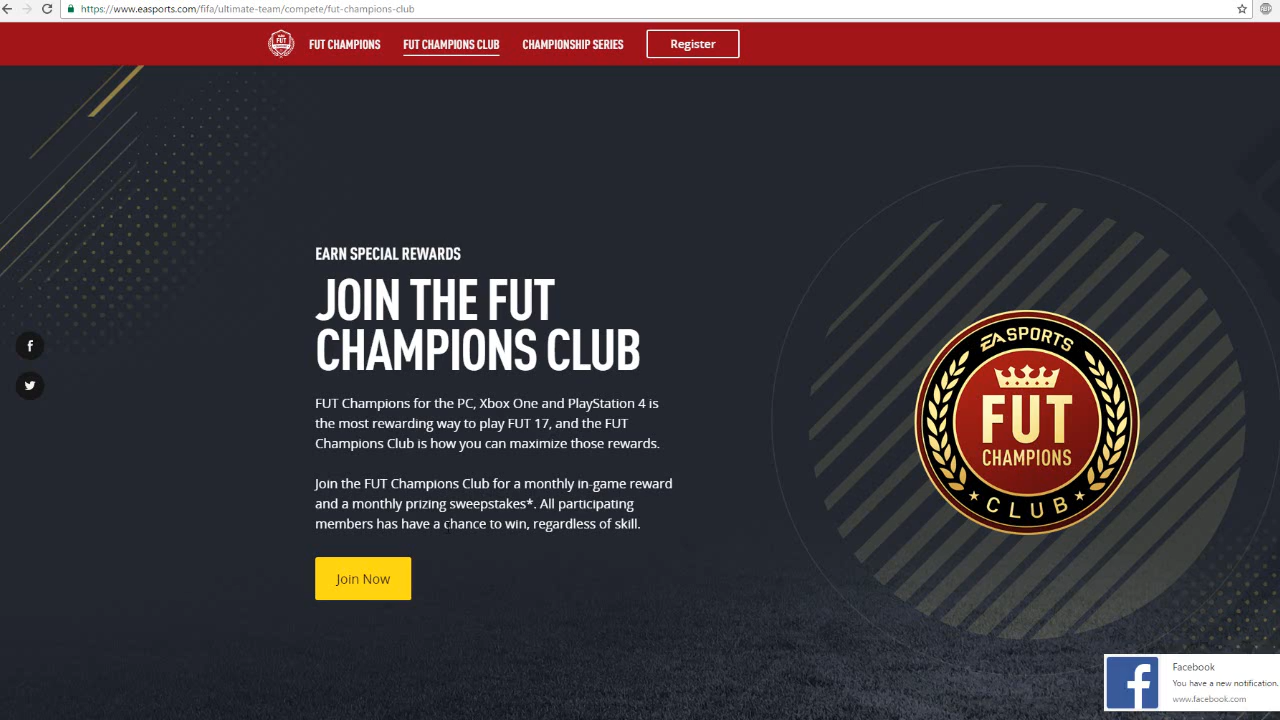 https://www.easports.com/fifa/ultimate-team/compete/fut-champions-club
FUT
FUT CHAMPIONS
FUT CHAMPIONS CLUB
CHAMPIONSHIP SERIES
Register
EARN SPECIAL REWARDS
JOIN THE FUT
CHAMPIONS CLUB
FUT Champions for the PC, Xbox One and PlayStation 4 is
the most rewarding way to play FUT 17, and the FUT
Champions Club is how you can maximize those rewards.
Join the FUT Champions Club for a monthly in-game reward
and a monthly prizing sweepstakes*. All participating
members has have a chance to win, regardless of skill.
Join Now
EA SPORTS
FUT
CHAMPIONS
CLUB
Facebook
You have a new notification.
www.facebook.com